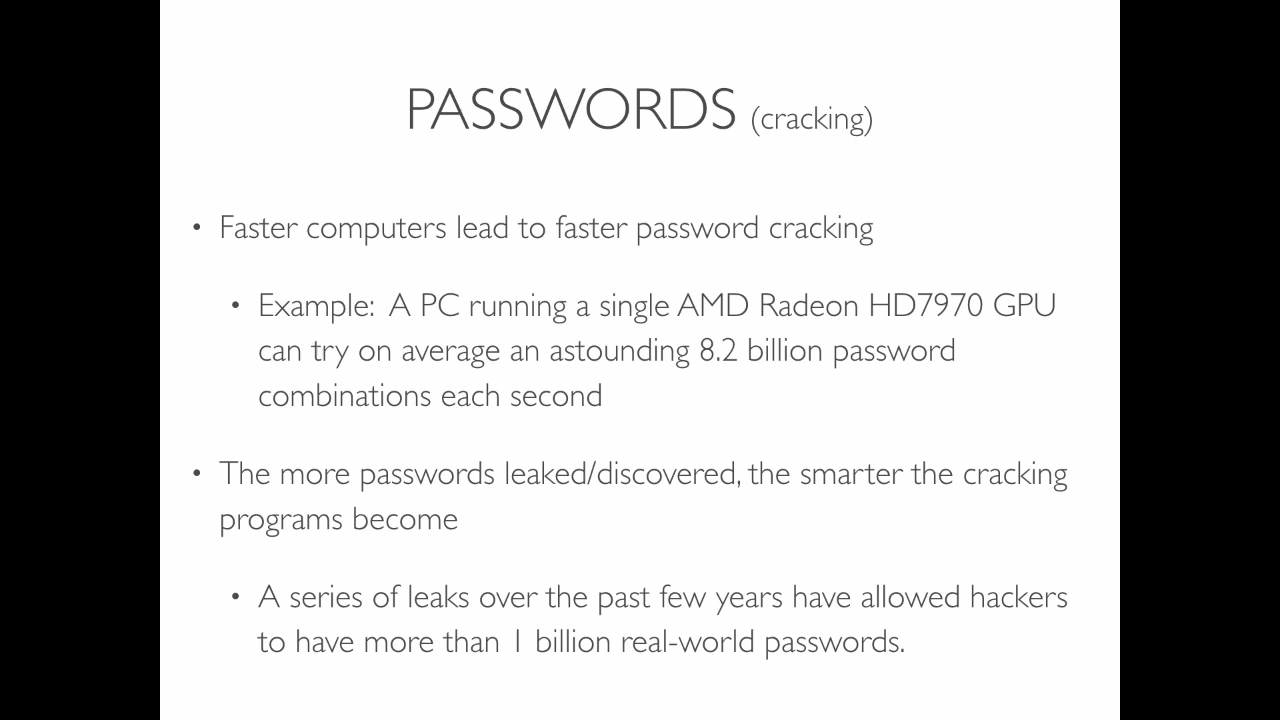 PASSWORDS (cracking)
• Faster computers lead to faster password cracking
• Example:  A PC running a single AMD Radeon HD7970 GPU
can try on average an astounding 8.2 billion password
combinations each second
• The more passwords leaked/discovered, the smarter the cracking
programs become
• A series of leaks over the past few years have allowed hackers
to have more than 1 billion real-world passwords.